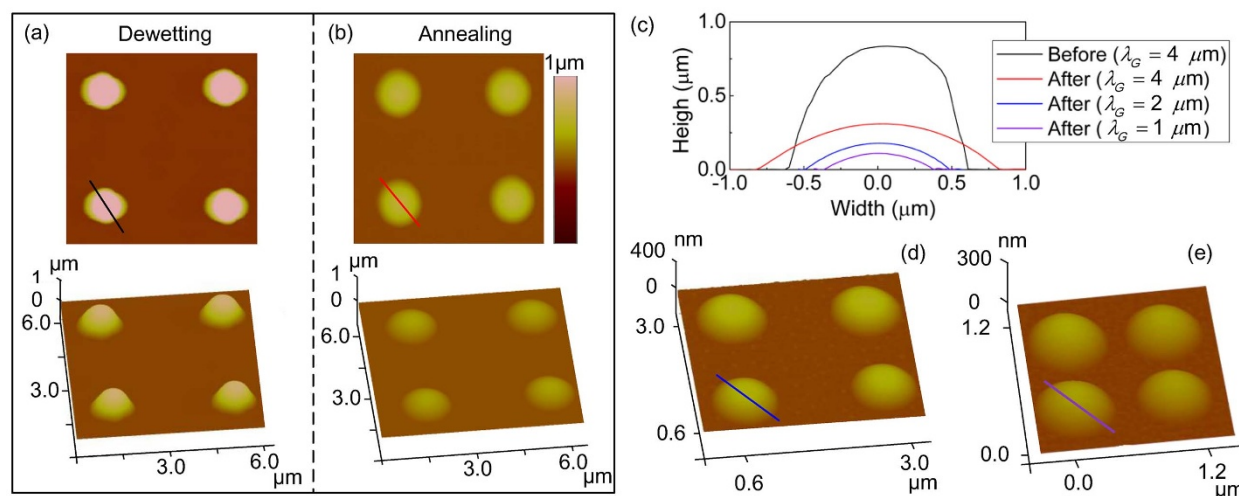 (a)
Dewetting
(b)
Annealing
1μm
μm
1
0
6.0
3.0
3.0
6.0
μm
μm
1
0
6.0
3.0
3.0
6.0
μm
(c)
Heigh (μm)
1.0
0.5
0.0
-1.0
-0.5
0.0
0.5
1.0
Width (μm)
Before (λG = 4 μm)
After (λG = 4 μm)
After (λG = 2 μm)
After ( λG = 1 μm)
nm
400
0
3.0
0.6
0.6
3.0
μm
(d)
nm
300
0
1.2
0.0
0.0
1.2
μm
(e)